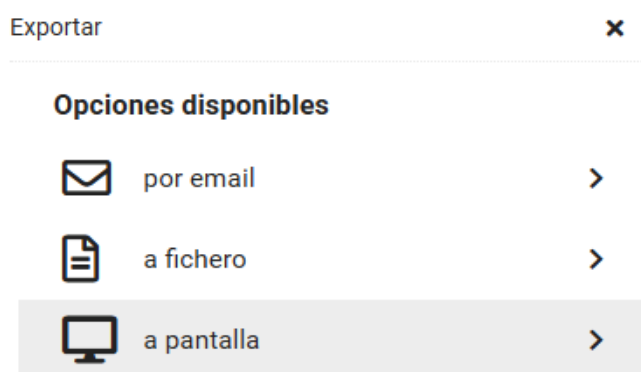 Exportar
Opciones disponibles
por email
a fichero
a pantalla